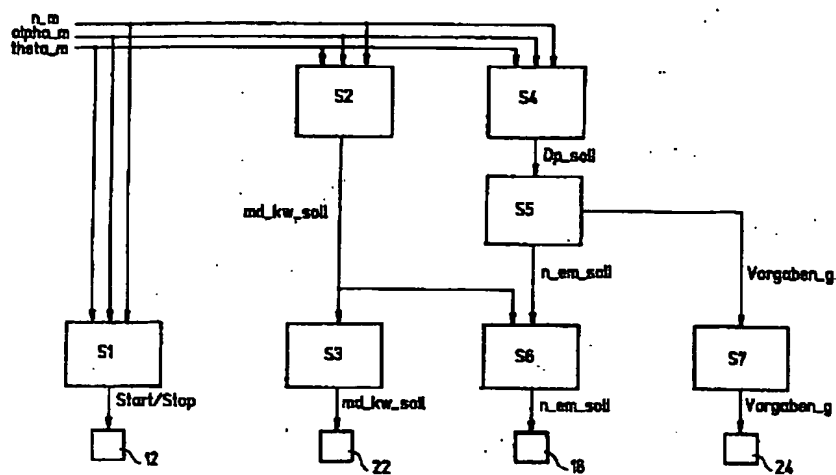 n_m
alpha_m
theta_m
S2
S4
Dp_soll
S5
md_kw_soll
n_em_soll
Vorgaben_g
S1
S3
S6
S7
Start/Stop
md_kw_soll
n_em_soll
Vorgaben_g
12
22
18
24